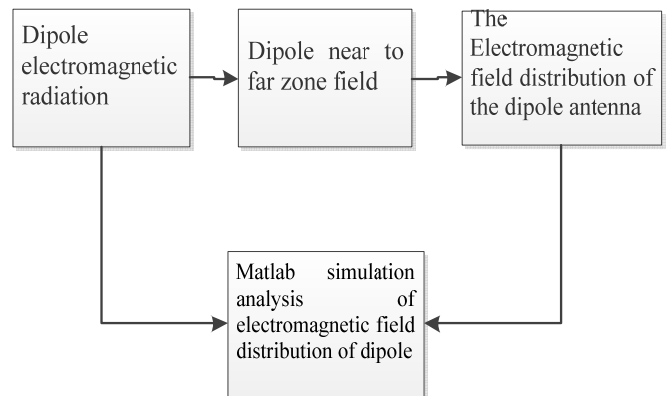 Dipole
electromagnetic
radiation
Dipole near to
far zone field
The
Electromagnetic
field distribution of
the dipole antenna
Matlab simulation
analysis of
electromagnetic field
distribution of dipole